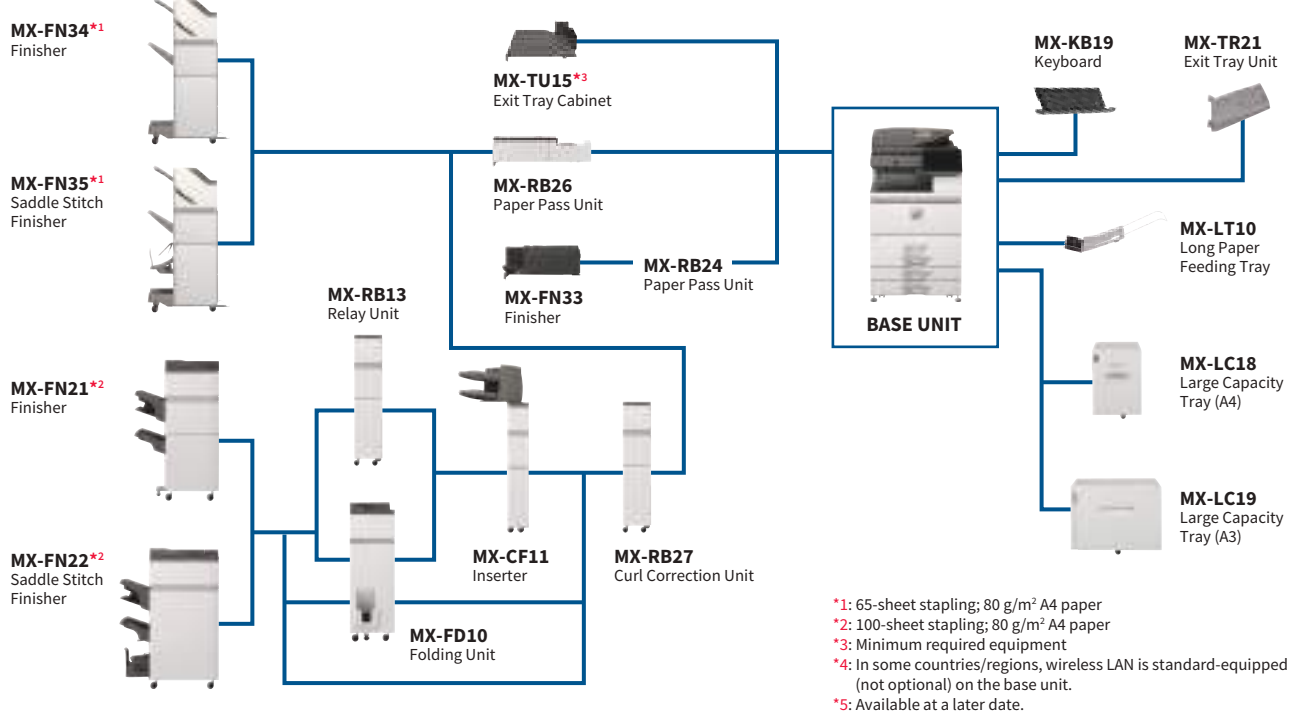 MX-FN34*1
Finisher
MX-TU15*3
Exit Tray Cabinet
MX-KB19
Keyboard
MX-TR21
Exit Tray Unit
MX-FN35*1
Saddle Stitch
Finisher
MX-RB26
Paper Pass Unit
MX-LT10
Long Paper
Feeding Tray
MX-RB24
Paper Pass Unit
MX-FN33
Finisher
MX-RB13
Relay Unit
BASE UNIT
MX-FN21*2
Finisher
MX-LC18
Large Capacity
Tray (A4)
MX-LC19
Large Capacity
Tray (A3)
MX-FN22*2
Saddle Stitch
Finisher
MX-CF11
Inserter
MX-RB27
Curl Correction Unit
MX-FD10
Folding Unit
*1: 65-sheet stapling; 80 g/m² A4 paper
*2: 100-sheet stapling; 80 g/m² A4 paper
*3: Minimum required equipment
*4: In some countries/regions, wireless LAN is standard-equipped
(not optional) on the base unit.
*5: Available at a later date.